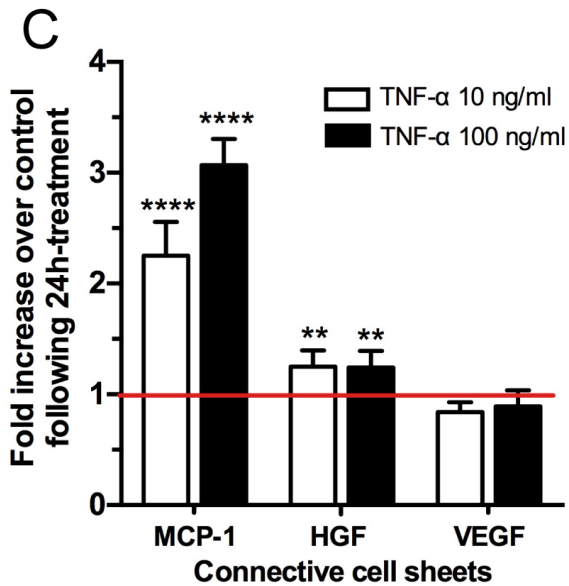 C
Fold increase over control
following 24h-treatment
4
3
2
1
0
TNF-α 10 ng/ml
TNF-α 100 ng/ml
****
****
**
**
MCP-1
HGF
VEGF
Connective cell sheets